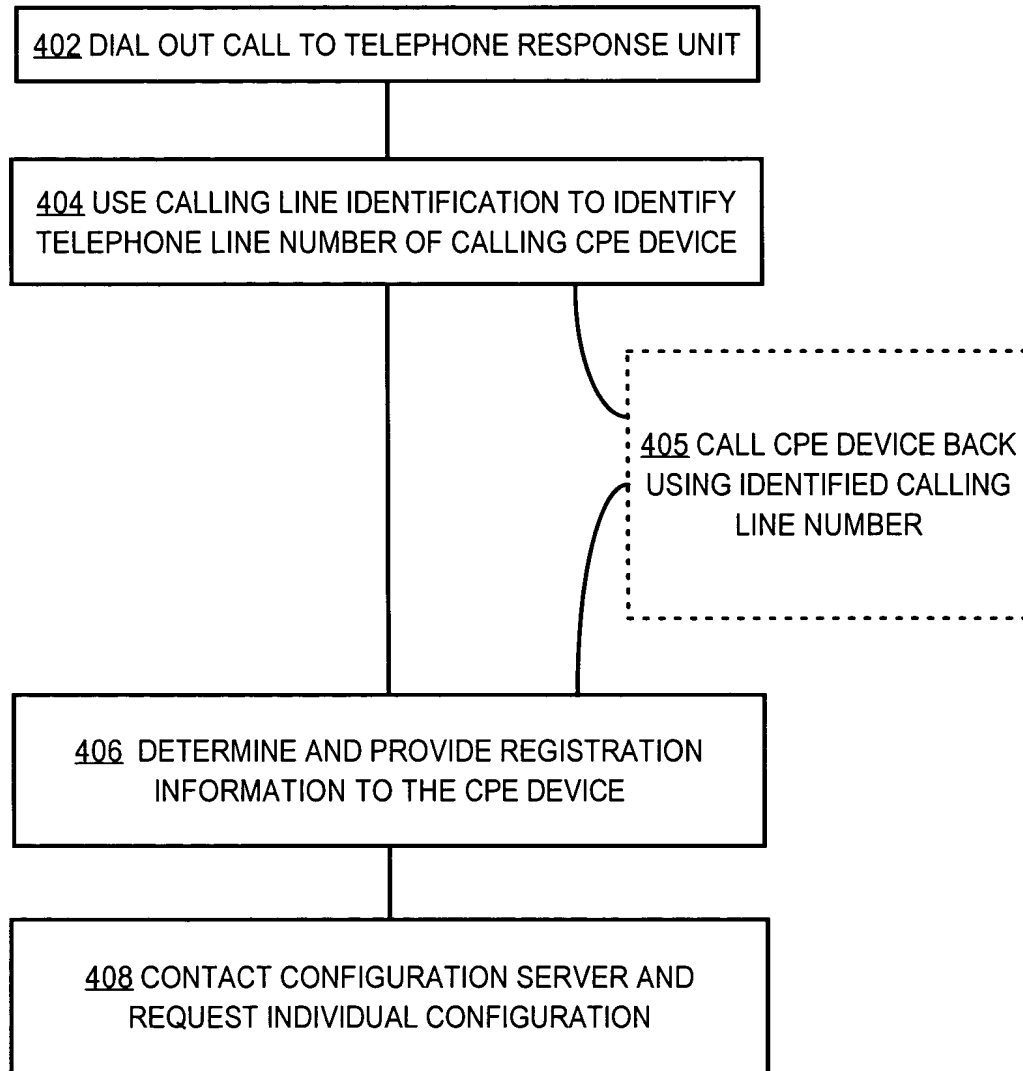 402 DIAL OUT CALL TO TELEPHONE RESPONSE UNIT
404 USE CALLING LINE IDENTIFICATION TO IDENTIFY
TELEPHONE LINE NUMBER OF CALLING CPE DEVICE
405 CALL CPE DEVICE BACK
USING IDENTIFIED CALLING
LINE NUMBER
406 DETERMINE AND PROVIDE REGISTRATION
INFORMATION TO THE CPE DEVICE
408 CONTACT CONFIGURATION SERVER AND
REQUEST INDIVIDUAL CONFIGURATION